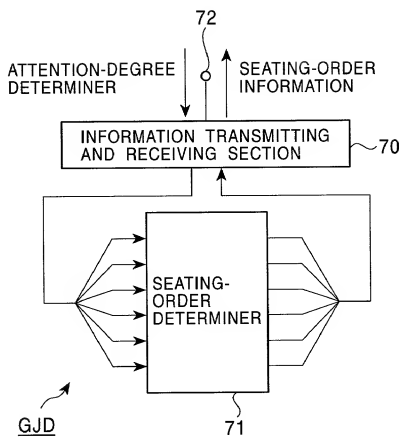 72
ATTENTION-DEGREE
DETERMINER
SEATING-ORDER
INFORMATION
INFORMATION TRANSMITTING
AND RECEIVING SECTION
70
SEATING-
ORDER
DETERMINER
GJD
71